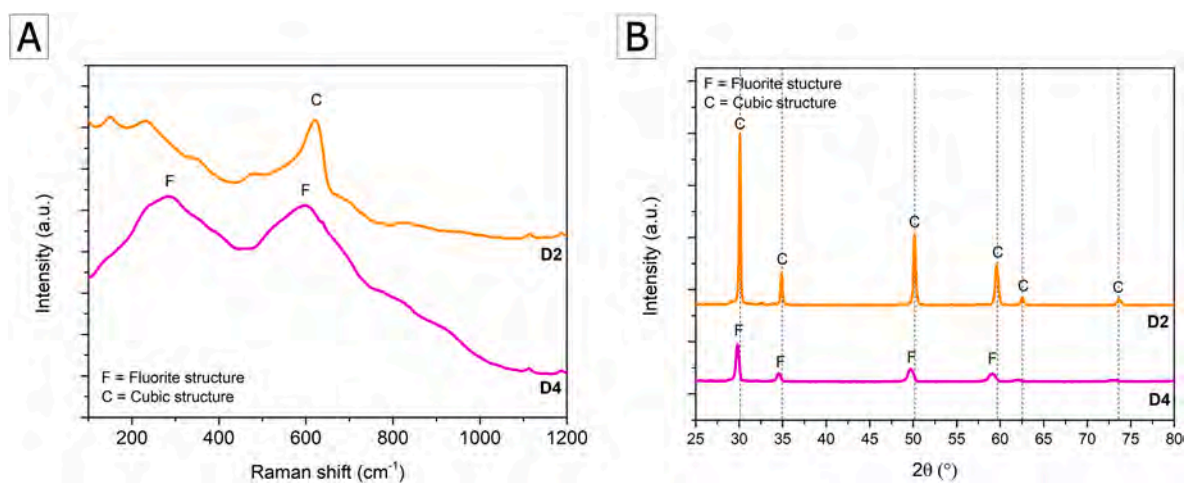 A
C
F
F
D2
D4
F = Fluorite structure
C = Cubic structure
Intensity (a.u.)
200 400 600 800 1000 1200
Raman shift (cm⁻¹)
B
F = Fluorite stucture
C = Cubic structure
C
C
C
C
C
C
D2
F
F
F
F
D4
Intensity (a.u.)
25 30 35 40 45 50 55 60 65 70 75 80
2θ (°)